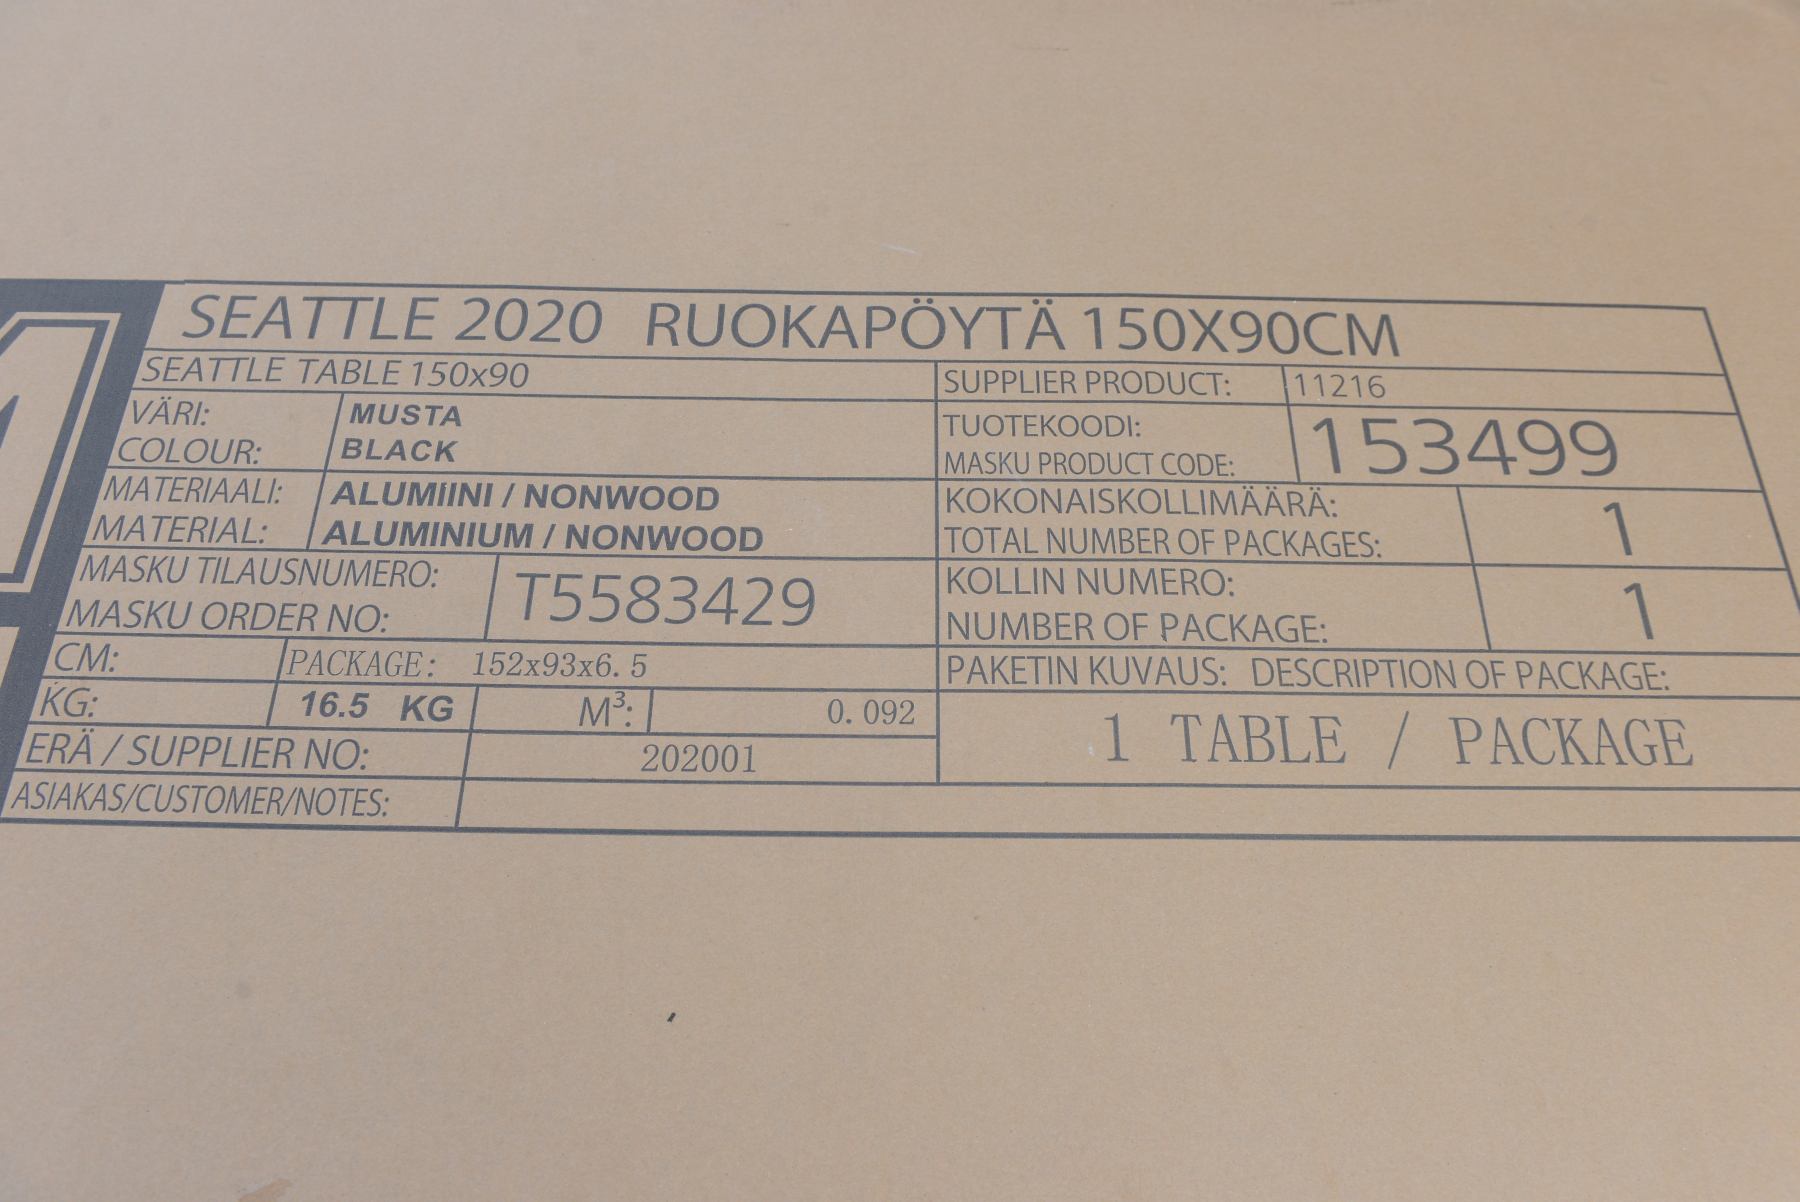 SEATTLE 2020 RUOKAPÖYTÄ 150X90CM
SEATTLE TABLE 150x90
SUPPLIER PRODUCT: 11216
VÄRI: MUSTA
COLOUR: BLACK
TUOTEKOODI:
MASKU PRODUCT CODE: 153499
MATERIAALI: ALUMIINI / NONWOOD
MATERIAL: ALUMINIUM / NONWOOD
KOKONAISKOLLIMÄÄRÄ:
TOTAL NUMBER OF PACKAGES: 1
MASKU TILAUSNUMERO:
MASKU ORDER NO: T5583429
KOLLIN NUMERO:
NUMBER OF PACKAGE: 1
CM: PACKAGE: 152x93x6.5
KG: 16.5 KG M³: 0.092
PAKETIN KUVAUS: DESCRIPTION OF PACKAGE:
1 TABLE / PACKAGE
ERÄ / SUPPLIER NO: 202001
ASIAKAS/CUSTOMER/NOTES: